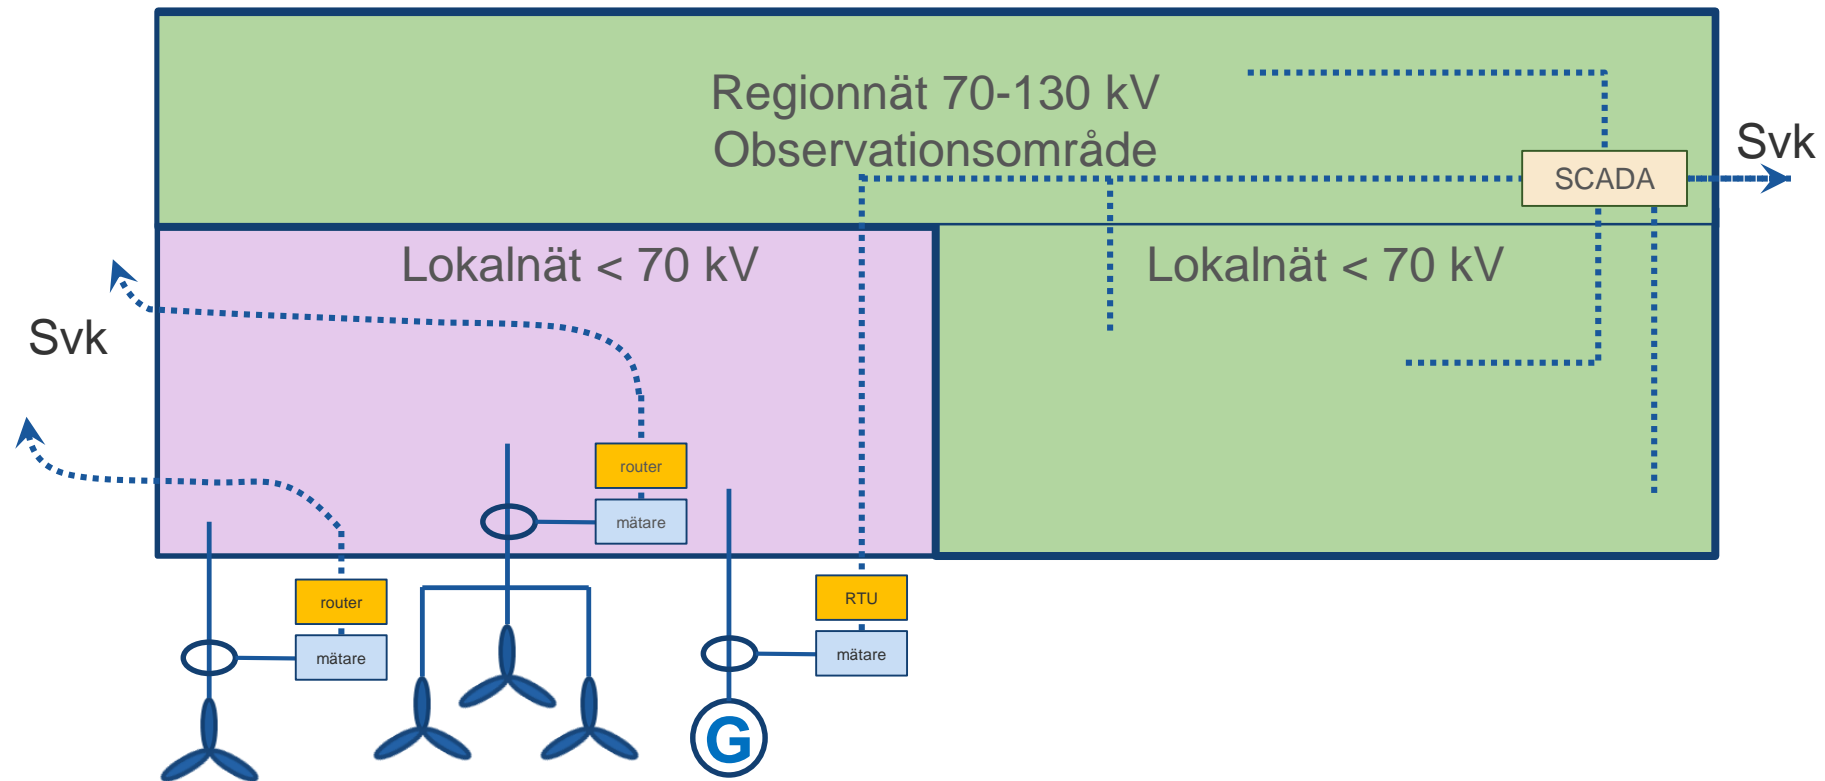 Regionnät 70-130 kV
Observationsområde
Svk
SCADA
Lokalnät < 70 kV
Lokalnät < 70 kV
Svk
router
mätare
router
mätare
RTU
mätare
G